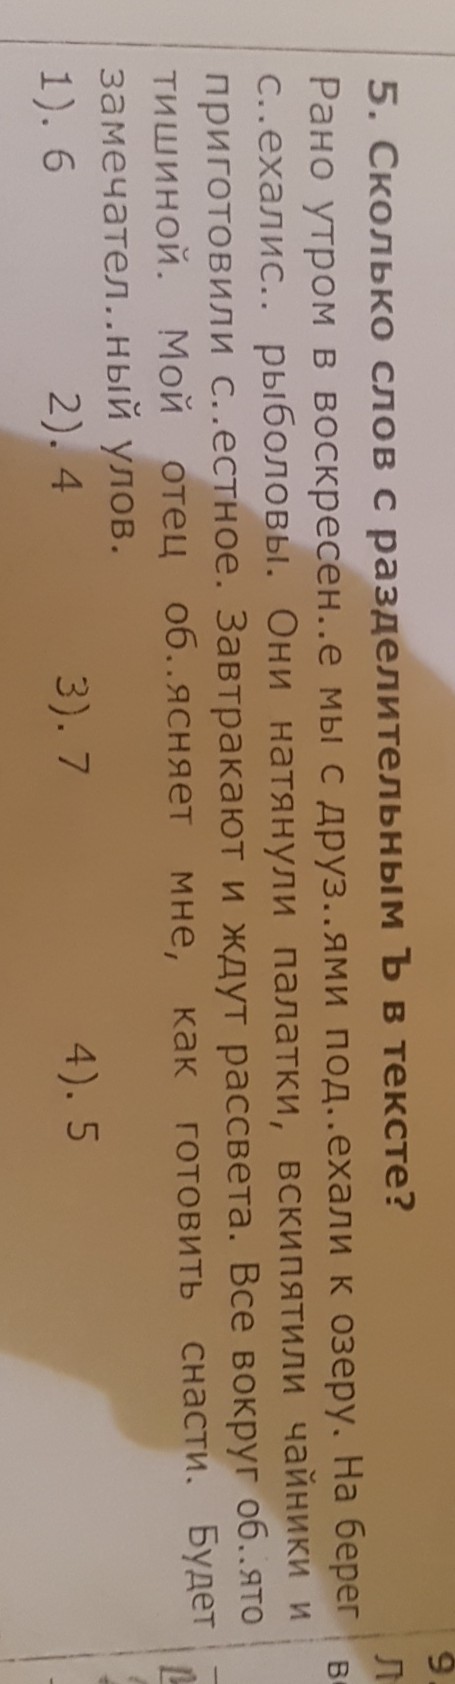 5. Сколько слов с разделительным Ъ в тексте?
Рано утром в воскресен..е мы с друз..ями под..ехали к озеру. На берег
с..ехалис.. рыболовы. Они натянули палатки, вскипятили чайники и
приготовили с..естное. Завтракают и ждут рассвета. Все вокруг об..ято
тишиной. Мой отец об..ясняет мне, как готовить снасти. Будет
замечател..ный улов.
1). 6 2). 4 3). 7 4). 5
9